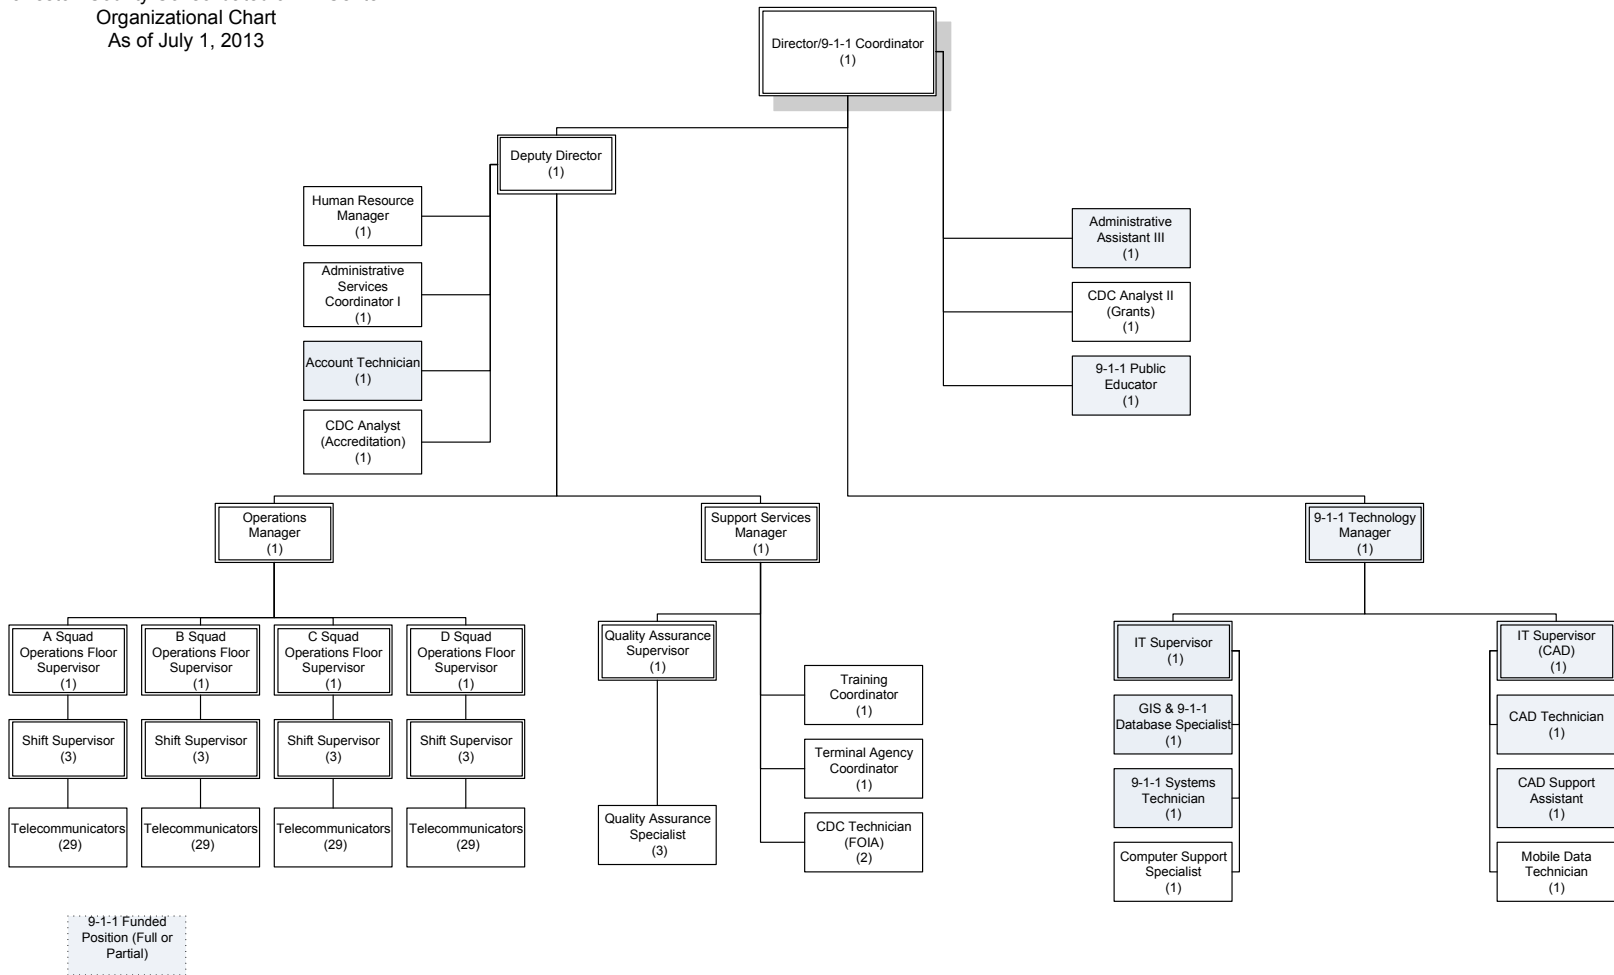 Organizational Chart
As of July 1, 2013
Director/9-1-1 Coordinator
(1)
Deputy Director
(1)
Human Resource
Manager
(1)
Administrative
Services
Coordinator I
(1)
Account Technician
(1)
CDC Analyst
(Accreditation)
(1)
Administrative
Assistant III
(1)
CDC Analyst II
(Grants)
(1)
9-1-1 Public
Educator
(1)
Operations
Manager
(1)
Support Services
Manager
(1)
9-1-1 Technology
Manager
(1)
A Squad
Operations Floor
Supervisor
(1)
B Squad
Operations Floor
Supervisor
(1)
C Squad
Operations Floor
Supervisor
(1)
D Squad
Operations Floor
Supervisor
(1)
Shift Supervisor
(3)
Shift Supervisor
(3)
Shift Supervisor
(3)
Shift Supervisor
(3)
Telecommunicators
(29)
Telecommunicators
(29)
Telecommunicators
(29)
Telecommunicators
(29)
Quality Assurance
Supervisor
(1)
Quality Assurance
Specialist
(3)
Training
Coordinator
(1)
Terminal Agency
Coordinator
(1)
CDC Technician
(FOIA)
(2)
IT Supervisor
(1)
GIS & 9-1-1
Database Specialist
(1)
9-1-1 Systems
Technician
(1)
Computer Support
Specialist
(1)
IT Supervisor
(CAD)
(1)
CAD Technician
(1)
CAD Support
Assistant
(1)
Mobile Data
Technician
(1)
9-1-1 Funded
Position (Full or
Partial)